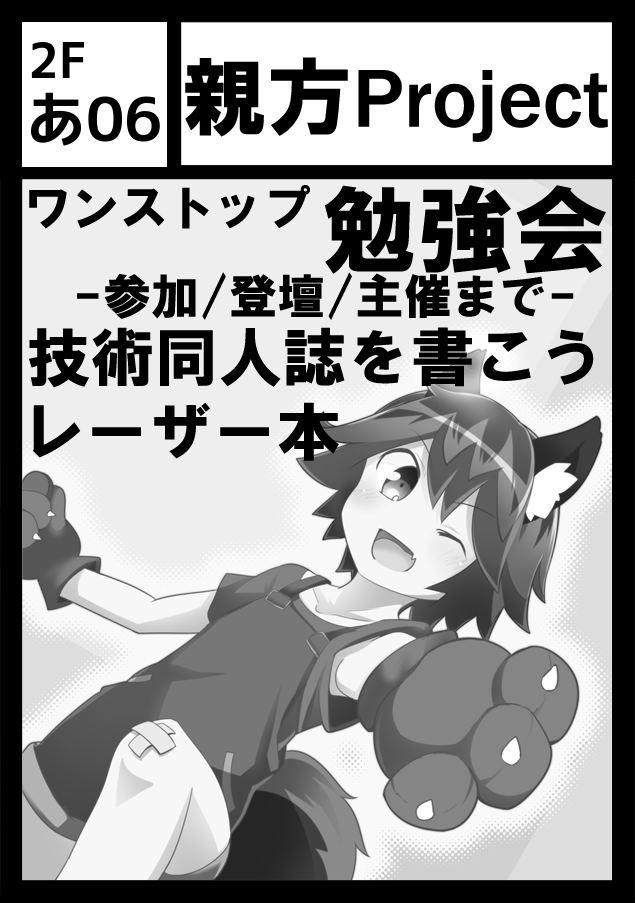 2F
あ06
親方Project
ワンストップ 勉強会
-参加/登壇/主催まで-
技術同人誌を書こう
レーザー本